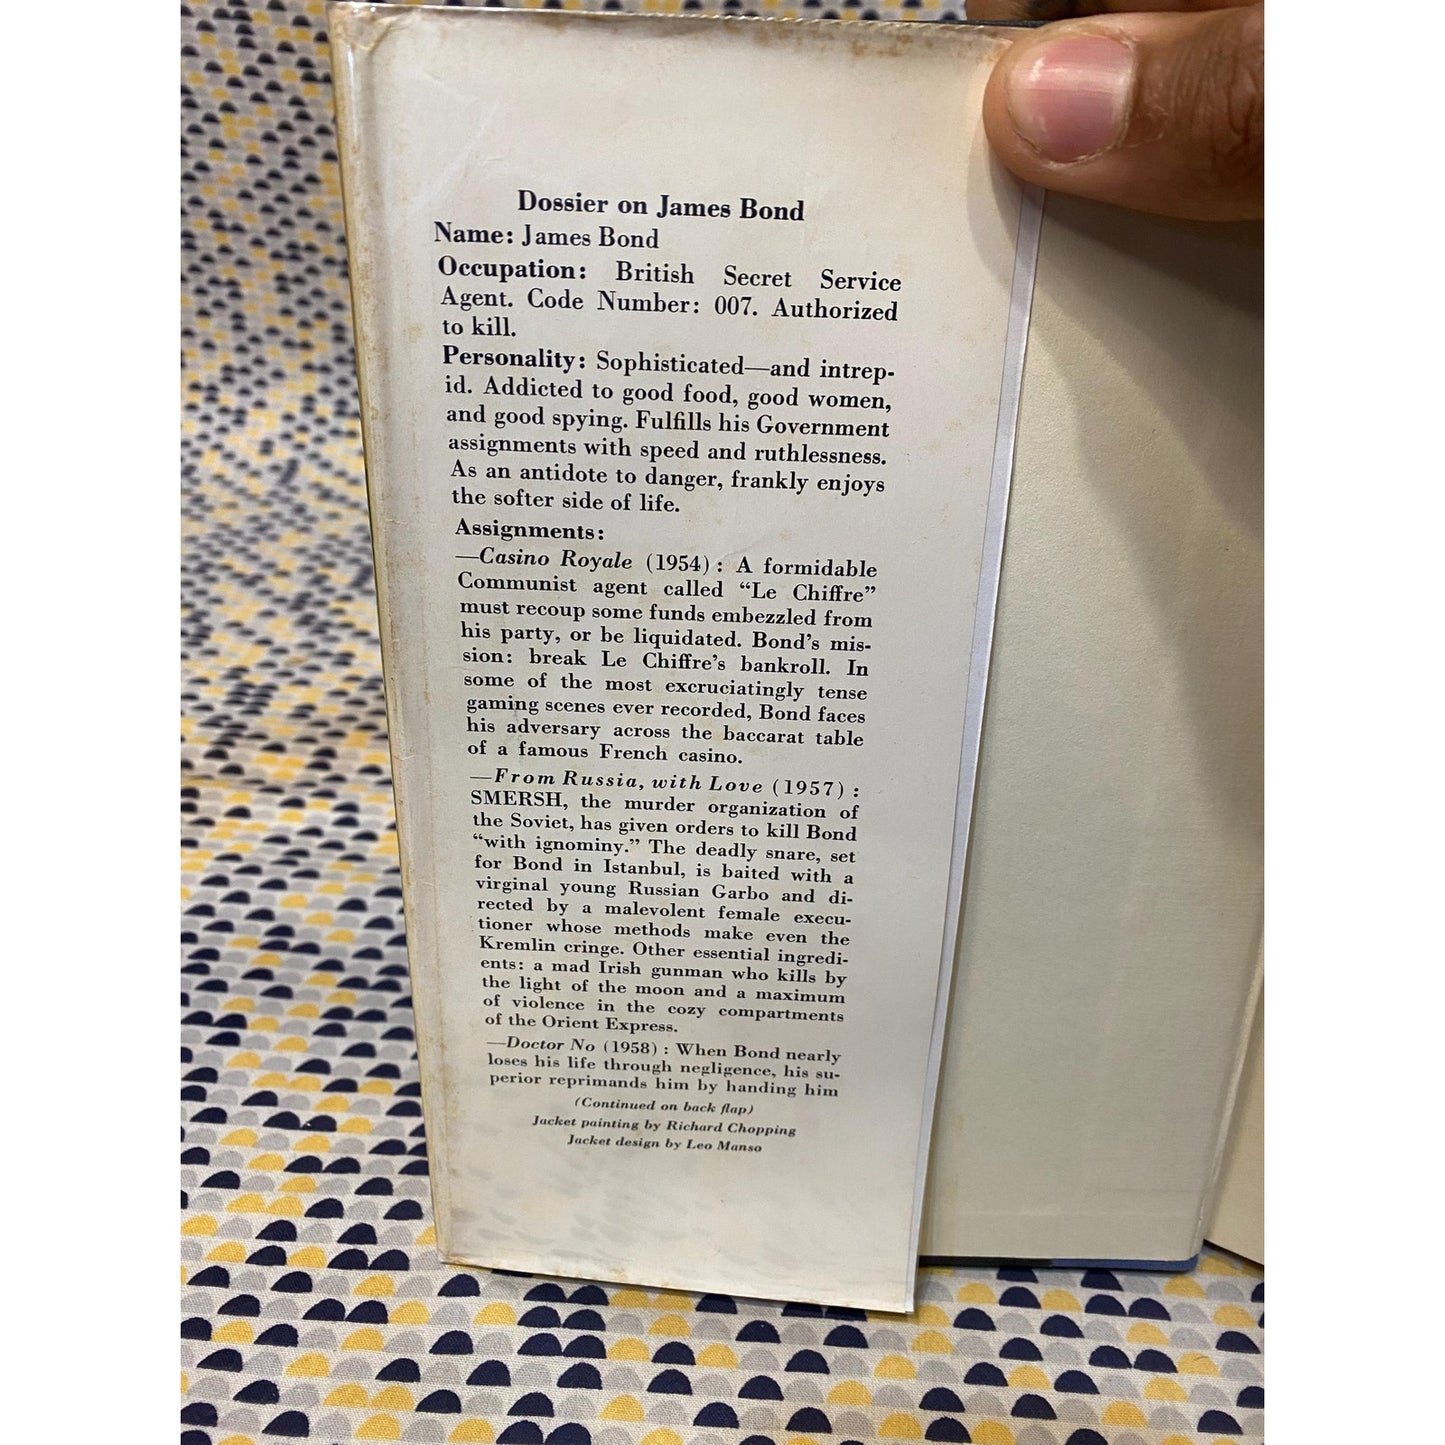 Dossier on James Bond
Name: James Bond
Occupation: British Secret Service
Agent. Code Number: 007. Authorized
to kill.
Personality: Sophisticated—and intrep-
id. Addicted to good food, good women,
and good spying. Fulfills his Government
assignments with speed and ruthlessness.
As an antidote to danger, frankly enjoys
the softer side of life.
Assignments:
—Casino Royale (1954): A formidable
Communist agent called “Le Chiffre”
must recoup some funds embezzled from
his party, or be liquidated. Bond’s mis-
sion: break Le Chiffre’s bankroll. In
some of the most excruciatingly tense
gaming scenes ever recorded, Bond faces
his adversary across the baccarat table
of a famous French casino.
—From Russia, with Love (1957):
SMERSH, the murder organization of
the Soviet, has given orders to kill Bond
“with ignominy.” The deadly snare, set
for Bond in Istanbul, is baited with a
virginal young Russian Garbo and di-
rected by a malevolent female execu-
tioner whose methods make even the
Kremlin cringe. Other essential ingredi-
ents: a mad Irish gunman who kills by
the light of the moon and a maximum
of violence in the cozy compartments
of the Orient Express.
—Doctor No (1958): When Bond nearly
loses his life through negligence, his su-
perior reprimands him by handing him
(Continued on back flap)
Jacket painting by Richard Chopping
Jacket design by Leo Manso